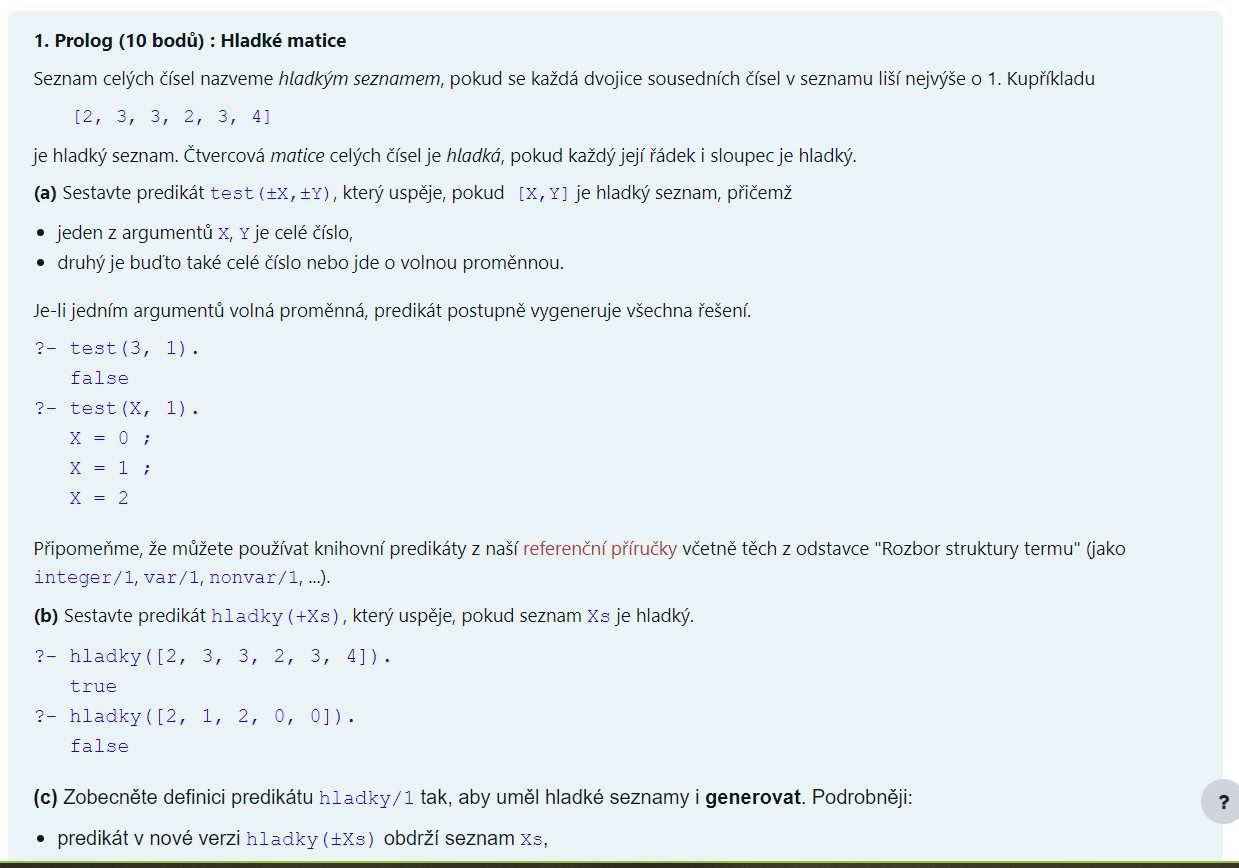 1. Prolog (10 bodů) : Hladké matice
Seznam celých čísel nazveme hladkým seznamem, pokud se každá dvojice sousedních čísel v seznamu liší nejvýše o 1. Kupříkladu
[2, 3, 3, 2, 3, 4]
je hladký seznam. Čtvercová matice celých čísel je hladká, pokud každý její řádek i sloupec je hladký.
(a) Sestavte predikát test(±X,±Y), který uspěje, pokud [X,Y] je hladký seznam, přičemž
• jeden z argumentů X, Y je celé číslo,
• druhý je buďto také celé číslo nebo jde o volnou proměnnou.
Je-li jedním argumentů volná proměnná, predikát postupně vygeneruje všechna řešení.
?- test(3, 1).
false
?- test(X, 1).
X = 0 ;
X = 1 ;
X = 2
Připomeňme, že můžete používat knihovní predikáty z naší referenční příručky včetně těch z odstavce "Rozbor struktury termu" (jako
integer/1, var/1, nonvar/1, ...).
(b) Sestavte predikát hladky(+Xs), který uspěje, pokud seznam Xs je hladký.
?- hladky([2, 3, 3, 2, 3, 4]).
true
?- hladky([2, 1, 2, 0, 0]).
false
(c) Zobecněte definici predikátu hladky/1 tak, aby uměl hladké seznamy i generovat. Podrobněji:
?
• predikát v nové verzi hladky(±Xs) obdrží seznam Xs,